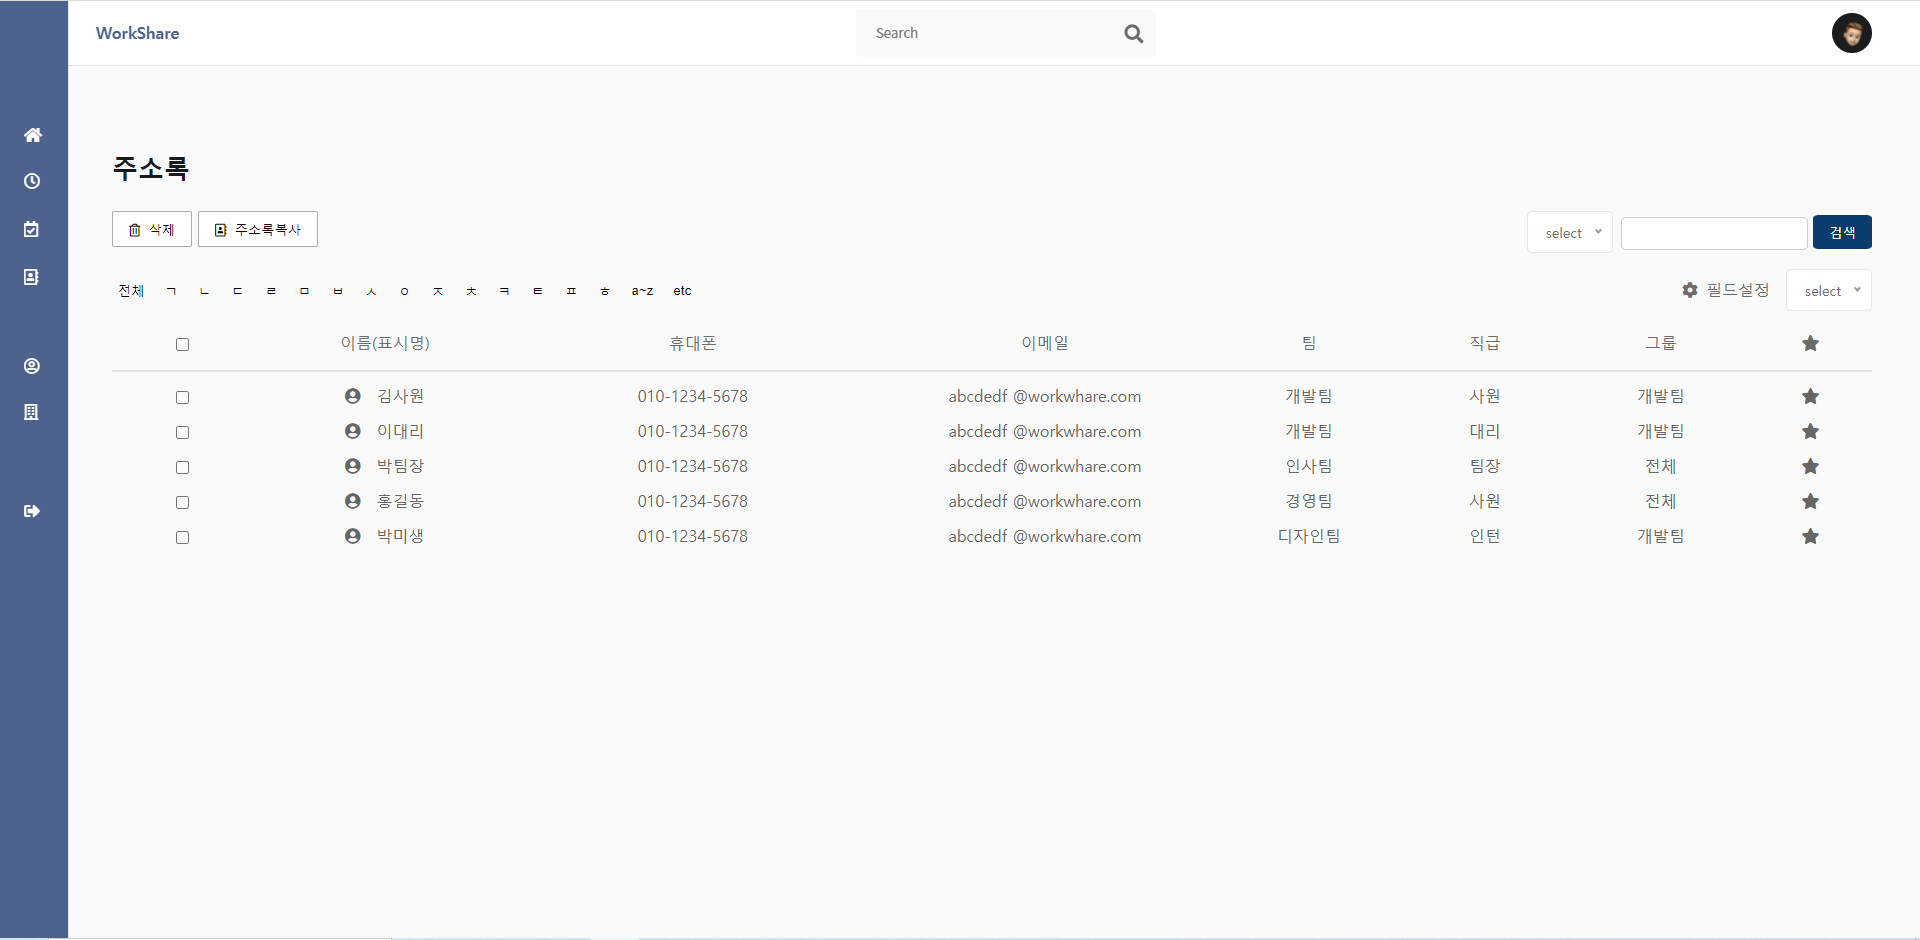 WorkShare Search
주소록
삭제 주소록복사 select 검색
전체 ㄱ ㄴ ㄷ ㄹ ㅁ ㅂ ㅅ ㅇ ㅈ ㅊ ㅋ ㅌ ㅍ ㅎ a~z etc 필드설정 select
이름(표시명) 휴대폰 이메일 팀 직급 그룹
김사원 010-1234-5678 abcdedf @workwhare.com 개발팀 사원 개발팀
이대리 010-1234-5678 abcdedf @workwhare.com 개발팀 대리 개발팀
박팀장 010-1234-5678 abcdedf @workwhare.com 인사팀 팀장 전체
홍길동 010-1234-5678 abcdedf @workwhare.com 경영팀 사원 전체
박미생 010-1234-5678 abcdedf @workwhare.com 디자인팀 인턴 개발팀